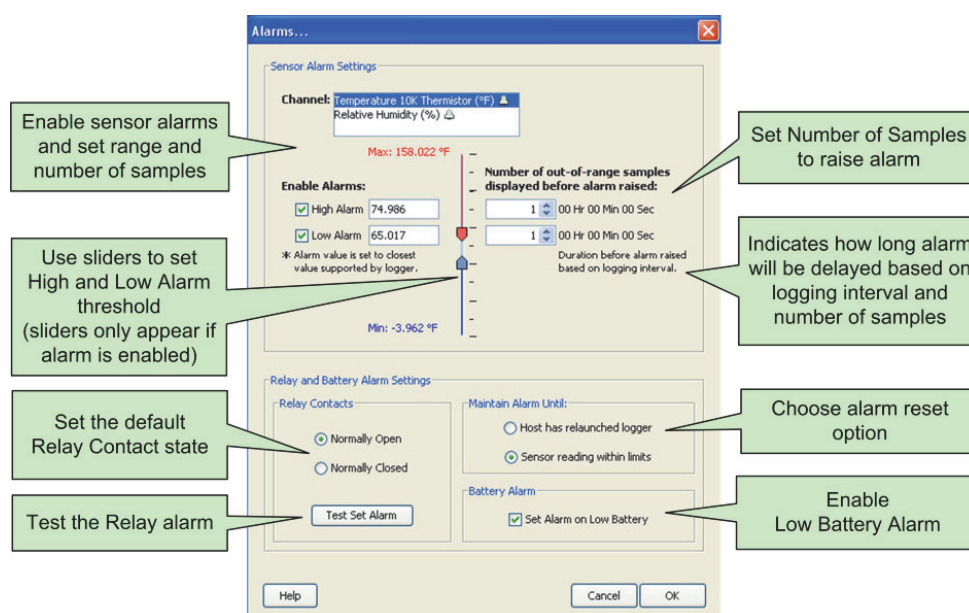 Alarms...
Sensor Alarm Settings
Channel:
Temperature 10K Thermistor (°F)
Relative Humidity (%)
Max: 158.022 °F
Enable Alarms:
High Alarm 74.986
Low Alarm 65.017
* Alarm value is set to closest
value supported by logger.
Number of out-of-range samples
displayed before alarm raised:
1 00 Hr 00 Min 00 Sec
1 00 Hr 00 Min 00 Sec
Duration before alarm raised
based on logging interval.
Min: -3.962 °F
Relay and Battery Alarm Settings
Relay Contacts
Normally Open
Normally Closed
Test Set Alarm
Maintain Alarm Until:
Host has relaunched logger
Sensor reading within limits
Battery Alarm
Set Alarm on Low Battery
Help
Cancel
OK
Enable sensor alarms
and set range and
number of samples
Use sliders to set
High and Low Alarm
threshold
(sliders only appear if
alarm is enabled)
Set the default
Relay Contact state
Test the Relay alarm
Set Number of Samples
to raise alarm
Indicates how long alarm
will be delayed based on
logging interval and
number of samples
Choose alarm reset
option
Enable
Low Battery Alarm